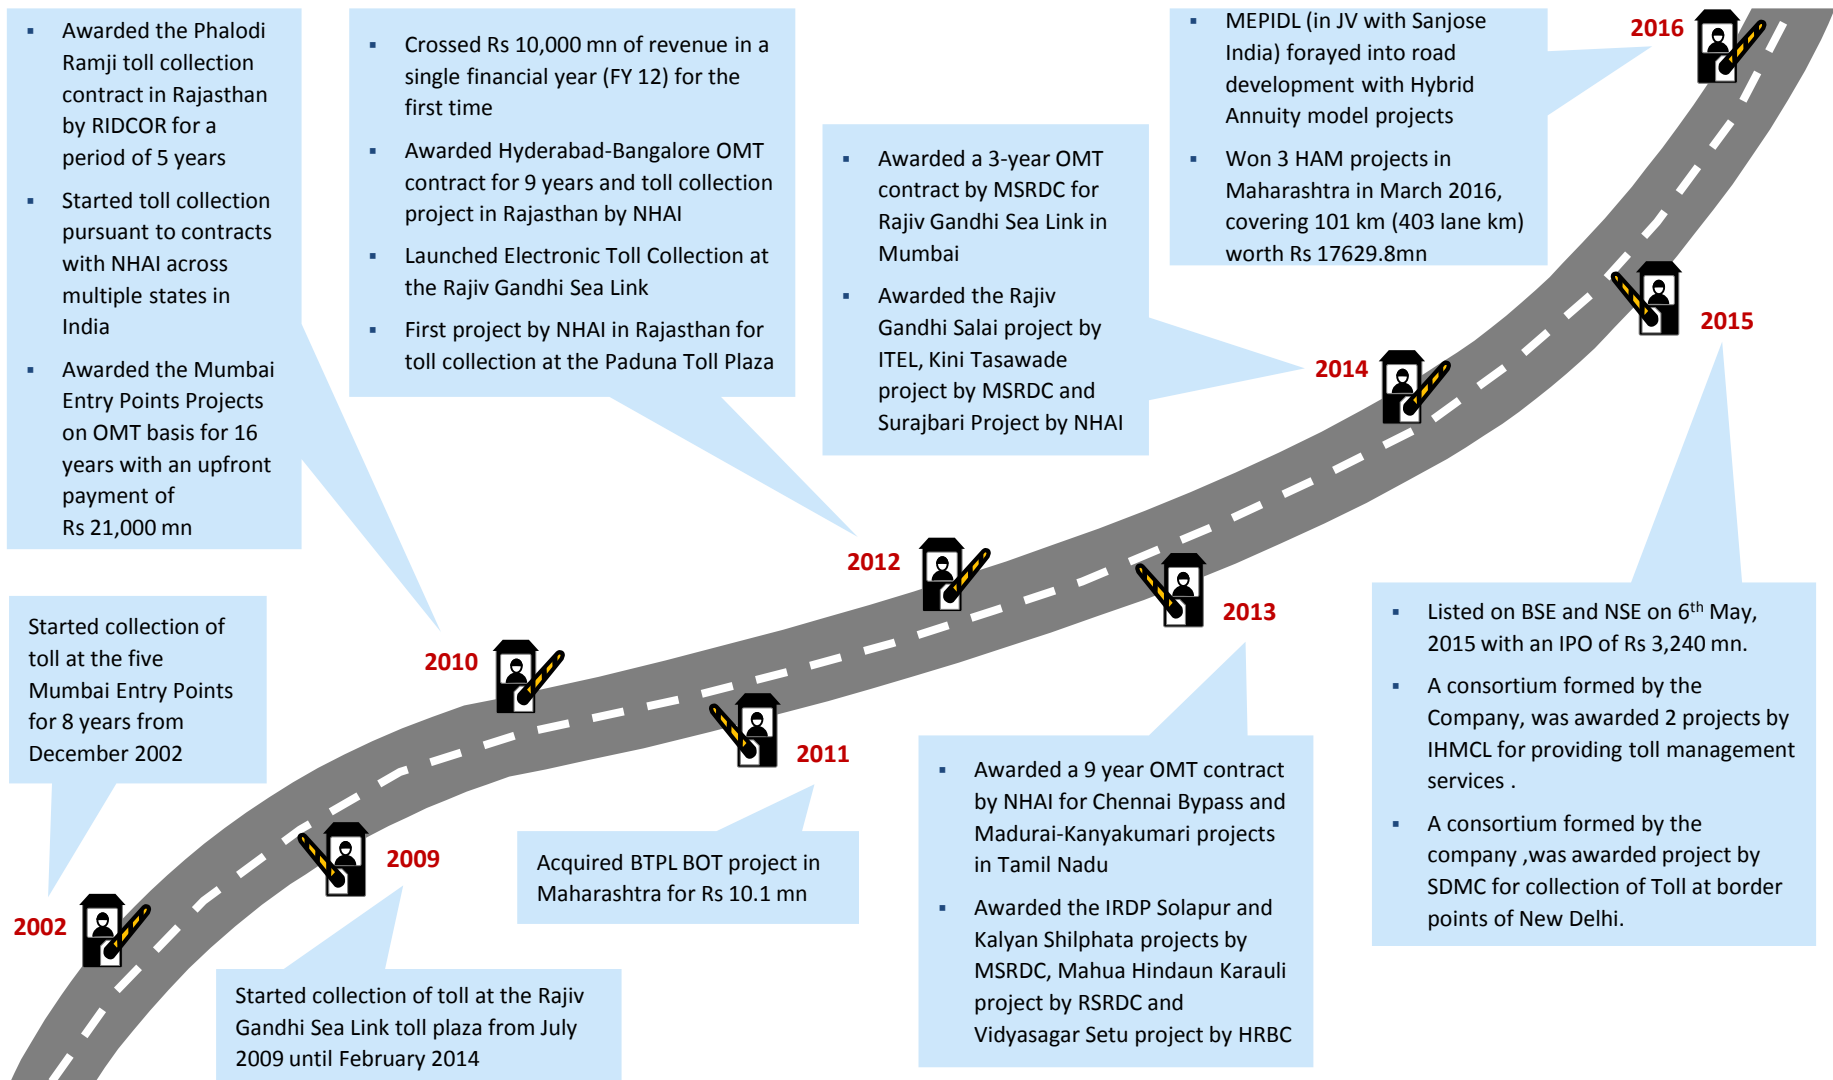 Awarded the Phalodi
Ramji toll collection
contract in Rajasthan
by RIDCOR for a
period of 5 years
Started toll collection
pursuant to contracts
with NHAI across
multiple states in
India
Awarded the Mumbai
Entry Points Projects
on OMT basis for 16
years with an upfront
payment of
Rs 21,000 mn
Crossed Rs 10,000 mn of revenue in a
single financial year (FY 12) for the
first time
Awarded Hyderabad-Bangalore OMT
contract for 9 years and toll collection
project in Rajasthan by NHAI
Launched Electronic Toll Collection at
the Rajiv Gandhi Sea Link
First project by NHAI in Rajasthan for
toll collection at the Paduna Toll Plaza
Awarded a 3-year OMT
contract by MSRDC for
Rajiv Gandhi Sea Link in
Mumbai
Awarded the Rajiv
Gandhi Salai project by
ITEL, Kini Tasawade
project by MSRDC and
Surajbari Project by NHAI
MEPIDL (in JV with Sanjose
India) forayed into road
development with Hybrid
Annuity model projects
Won 3 HAM projects in
Maharashtra in March 2016,
covering 101 km (403 lane km)
worth Rs 17629.8mn
2016
2015
2014
2012
2013
2010
2011
2009
2002
Started collection of
toll at the five
Mumbai Entry Points
for 8 years from
December 2002
Started collection of toll at the Rajiv
Gandhi Sea Link toll plaza from July
2009 until February 2014
Acquired BTPL BOT project in
Maharashtra for Rs 10.1 mn
Awarded a 9 year OMT contract
by NHAI for Chennai Bypass and
Madurai-Kanyakumari projects
in Tamil Nadu
Awarded the IRDP Solapur and
Kalyan Shilphata projects by
MSRDC, Mahua Hindaun Karauli
project by RSRDC and
Vidyasagar Setu project by HRBC
Listed on BSE and NSE on 6th May,
2015 with an IPO of Rs 3,240 mn.
A consortium formed by the
Company, was awarded 2 projects by
IHMCL for providing toll management
services .
A consortium formed by the
company ,was awarded project by
SDMC for collection of Toll at border
points of New Delhi.